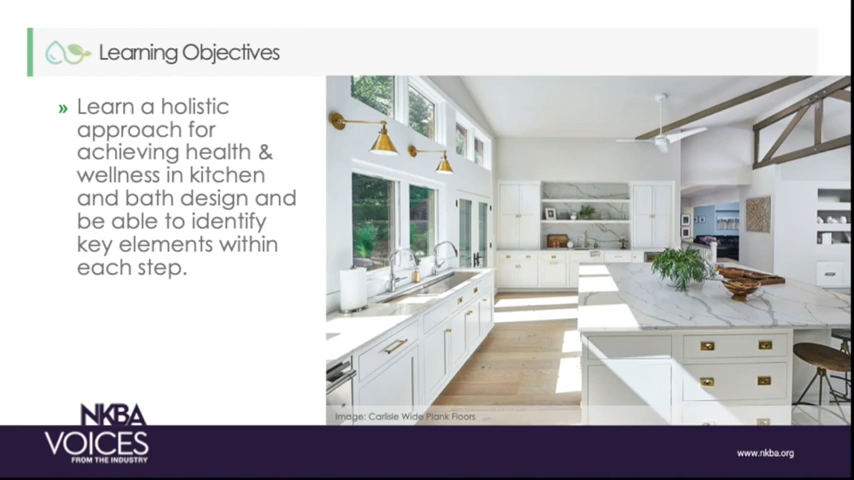 Learning Objectives
» Learn a holistic
approach for
achieving health &
wellness in kitchen
and bath design and
be able to identify
key elements within
each step.
Image: Carlisle Wide Plank Floors
NKBA
VOICES
FROM THE INDUSTRY
www.nkba.org